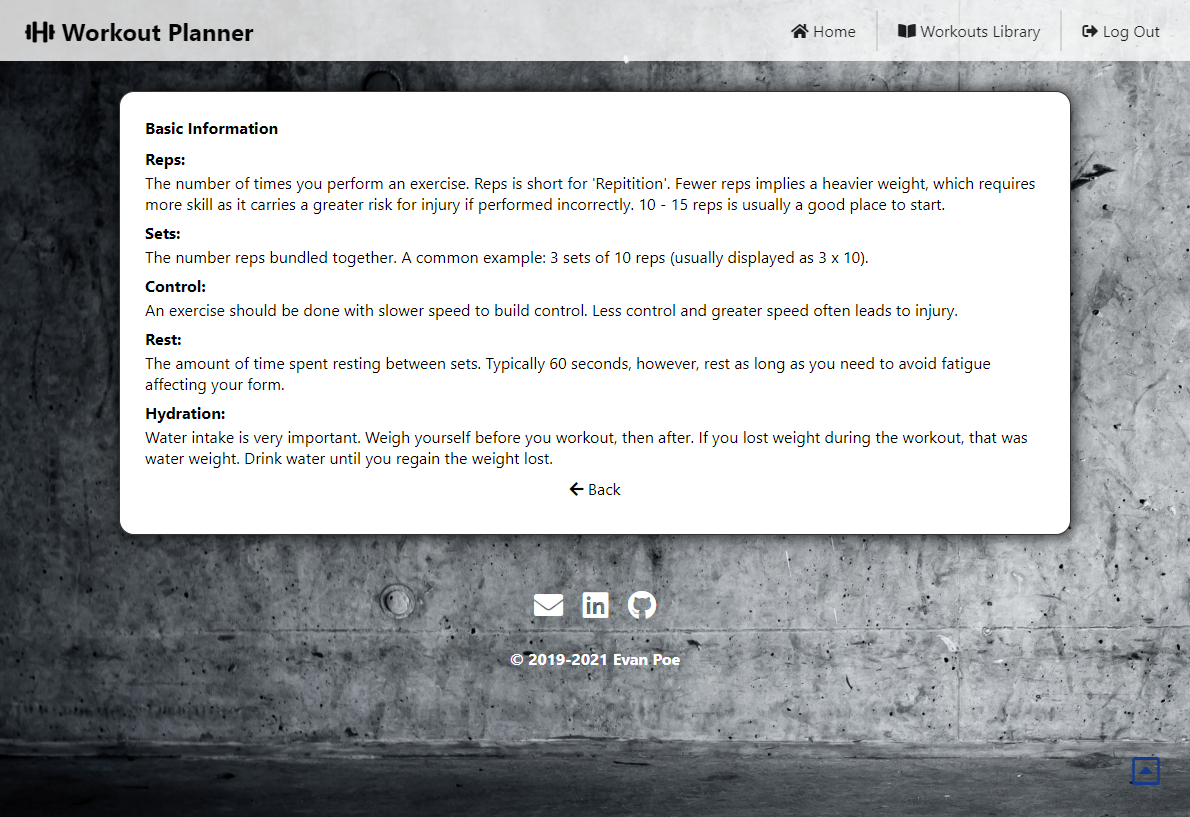 Workout Planner
Home
Workouts Library
Log Out
Basic Information
Reps:
The number of times you perform an exercise. Reps is short for 'Repitition'. Fewer reps implies a heavier weight, which requires
more skill as it carries a greater risk for injury if performed incorrectly. 10 - 15 reps is usually a good place to start.
Sets:
The number reps bundled together. A common example: 3 sets of 10 reps (usually displayed as 3 x 10).
Control:
An exercise should be done with slower speed to build control. Less control and greater speed often leads to injury.
Rest:
The amount of time spent resting between sets. Typically 60 seconds, however, rest as long as you need to avoid fatigue
affecting your form.
Hydration:
Water intake is very important. Weigh yourself before you workout, then after. If you lost weight during the workout, that was
water weight. Drink water until you regain the weight lost.
Back
in
© 2019-2021 Evan Poe